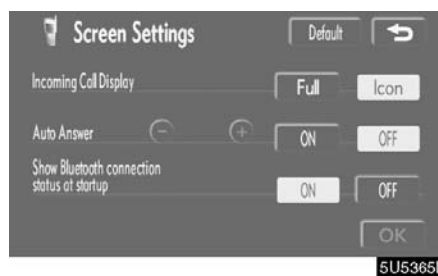 Screen Settings
Default
Incoming Call Display
Full
Icon
Auto Answer
ON
OFF
Show Bluetooth connection
status at startup
ON
OFF
OK
5U5365